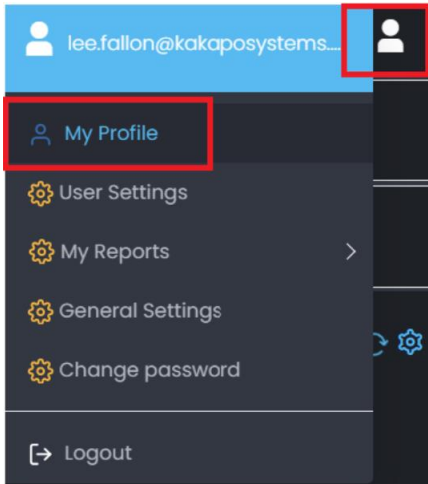 lee.fallon@kakaposystems....
My Profile
User Settings
My Reports
General Settings
Change password
Logout